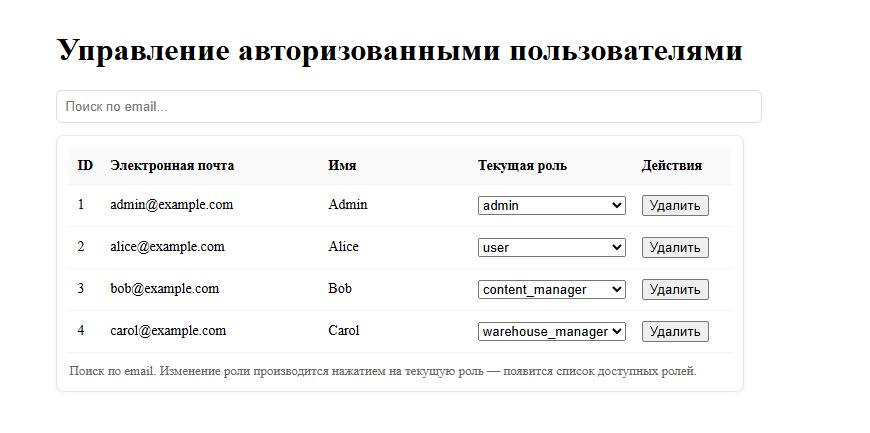 Управление авторизованными пользователями
Поиск по email...
ID Электронная почта Имя Текущая роль Действия
1 admin@example.com Admin admin Удалить
2 alice@example.com Alice user Удалить
3 bob@example.com Bob content_manager Удалить
4 carol@example.com Carol warehouse_manager Удалить
Поиск по email. Изменение роли производится нажатием на текущую роль — появится список доступных ролей.